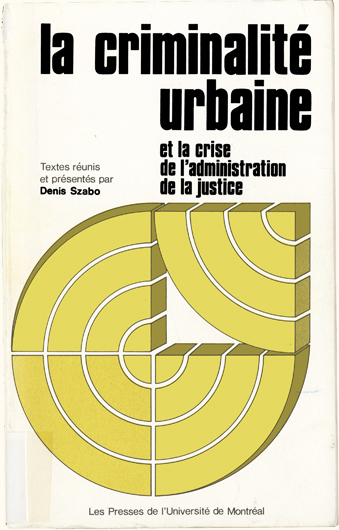 la criminalité
urbaine
et la crise
de l'administration
de la justice
Textes réunis
et présentés par
Denis Szabo
Les Presses de l'Université de Montréal